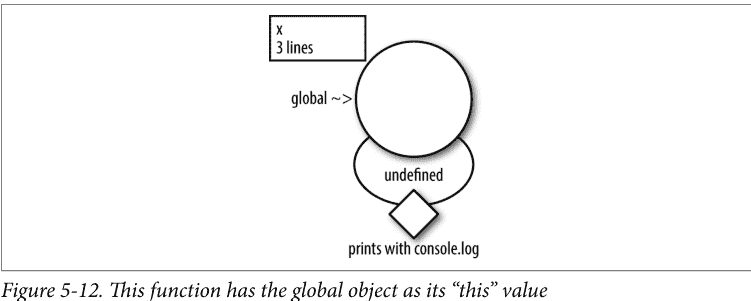 x
3 lines
global ~>
undefined
prints with console.log
Figure 5-12. This function has the global object as its “this” value